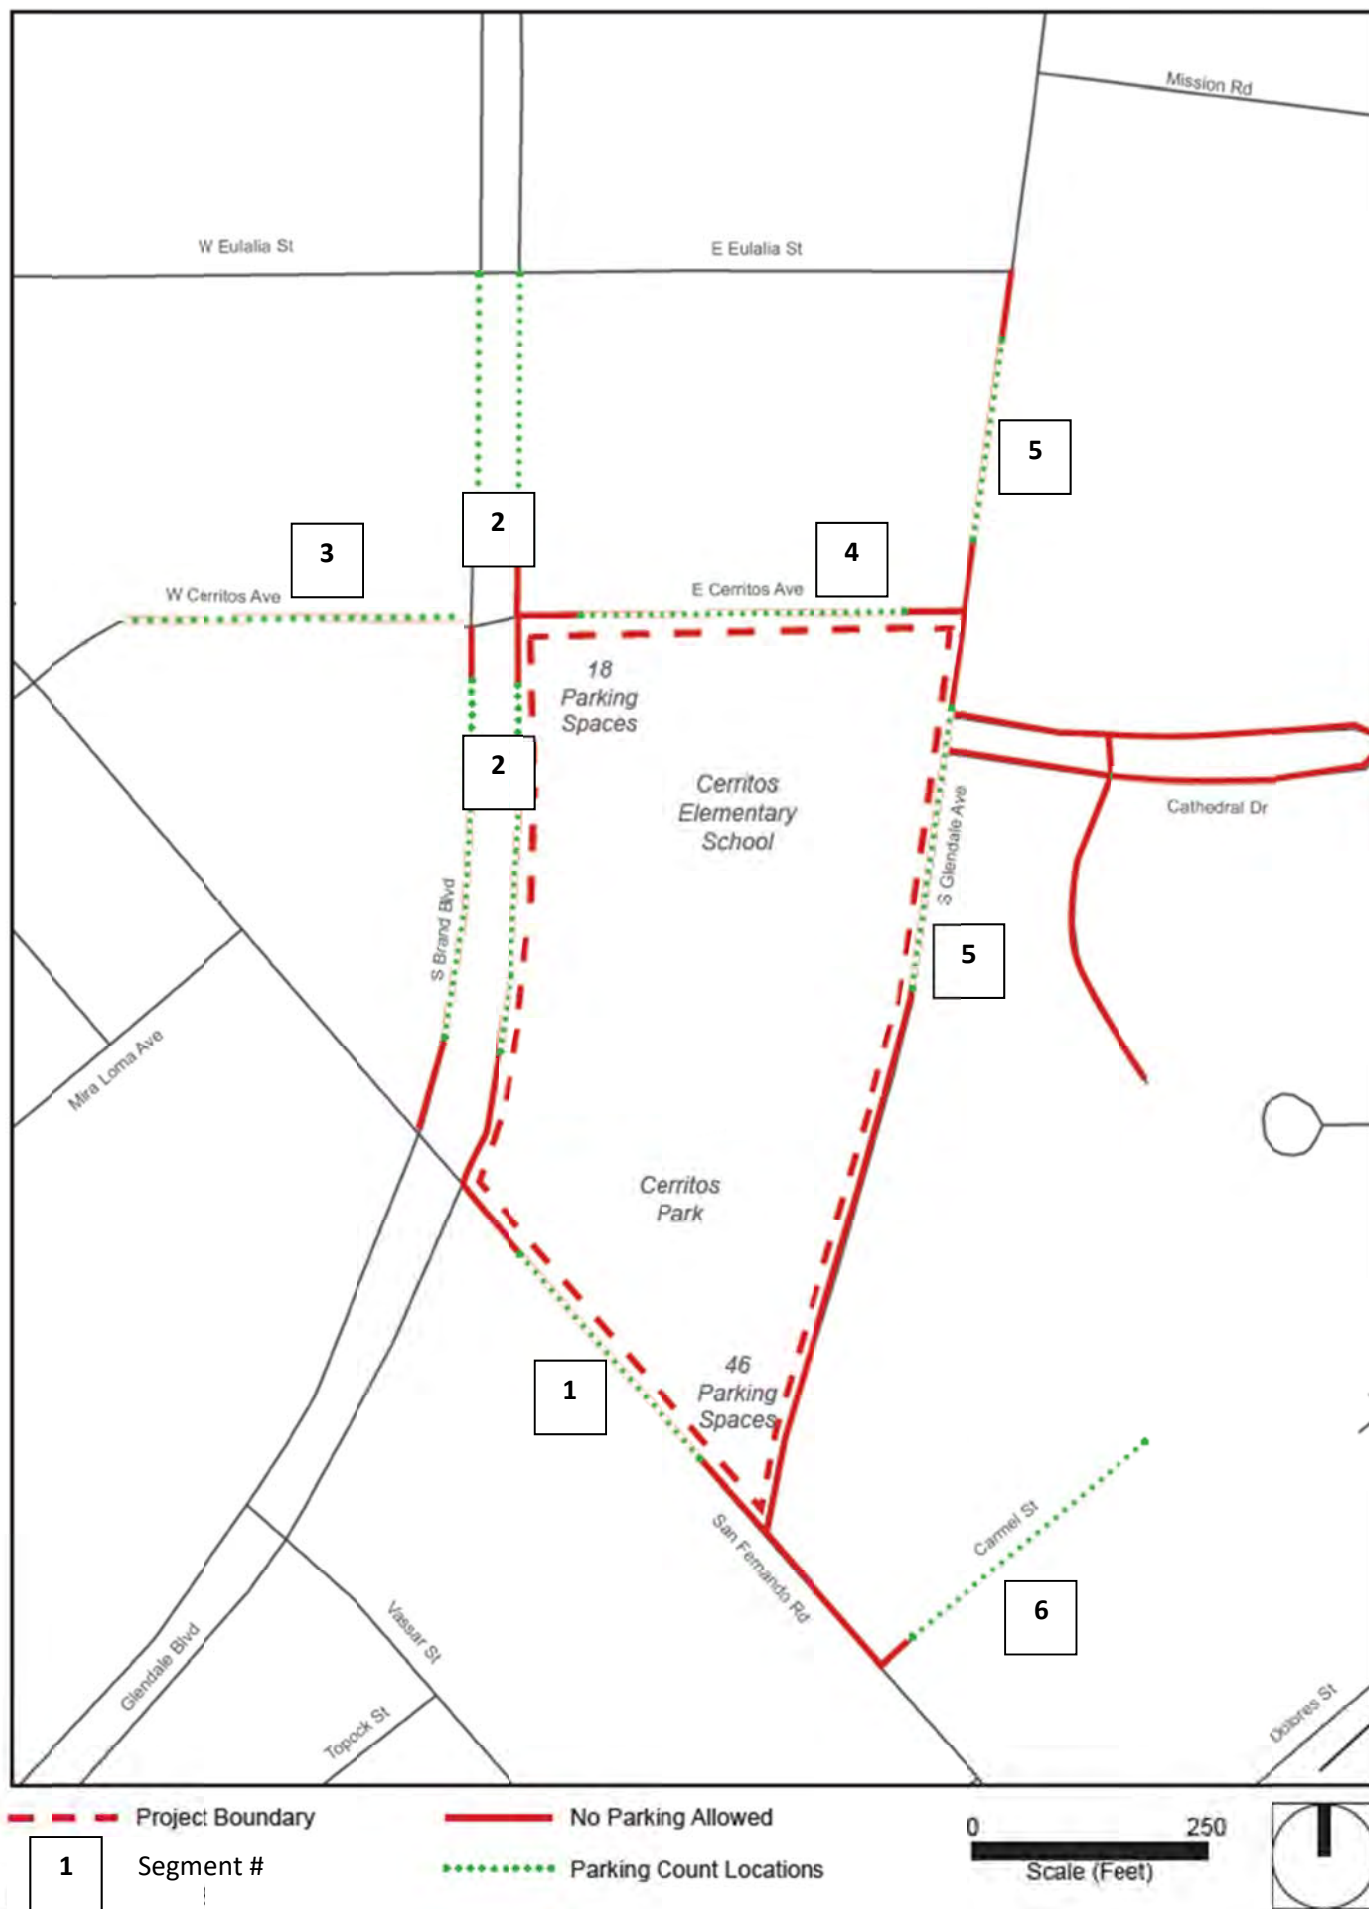 Mission Rd
W Eulalia St
E Eulalia St
5
2
3
4
W Cerritos Ave
E Cerritos Ave
18
Parking
Spaces
2
Cerritos
Elementary
School
Cathedral Dr
S Glendale Ave
S Brand Blvd
5
Mira Loma Ave
Cerritos
Park
46
Parking
Spaces
1
San Fernando Rd
Carmel St
6
Vassar St
Glendale Blvd
Topock St
Dolores St
Project Boundary
No Parking Allowed
0 250
Scale (Feet)
1 Segment #
Parking Count Locations